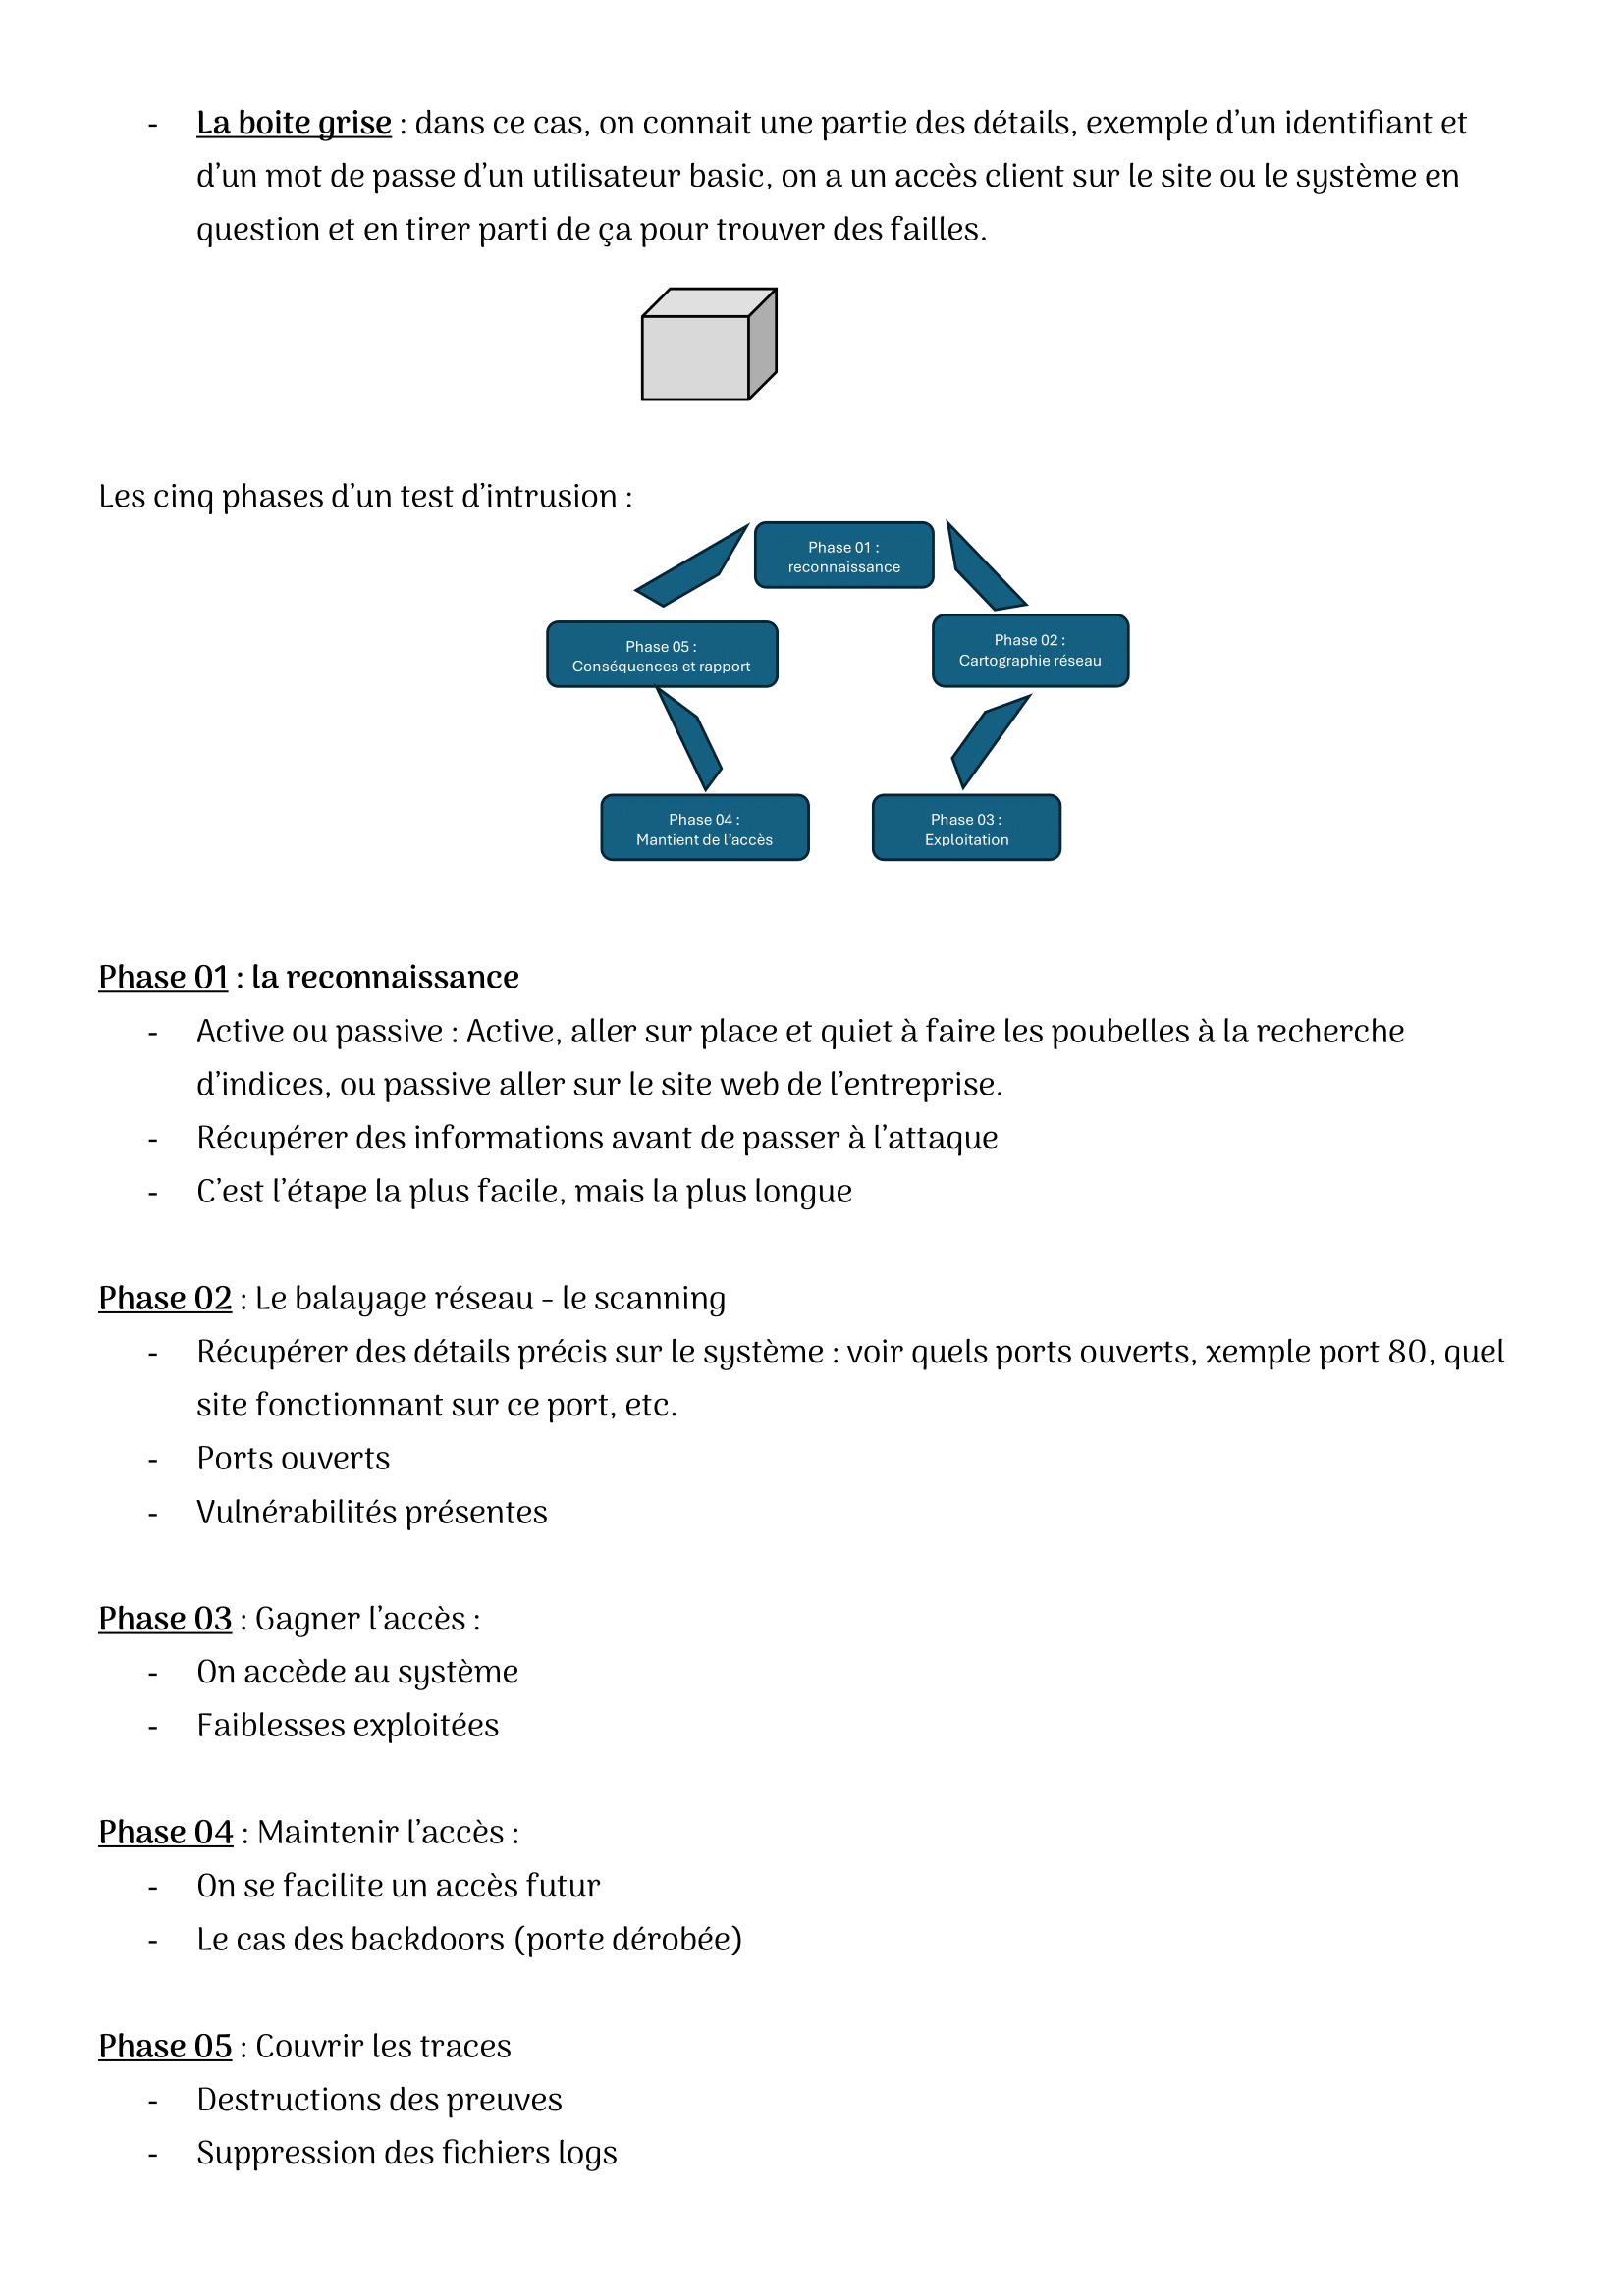 - La boite grise : dans ce cas, on connait une partie des détails, exemple d’un identifiant et
d’un mot de passe d’un utilisateur basic, on a un accès client sur le site ou le système en
question et en tirer parti de ça pour trouver des failles.
Les cinq phases d’un test d’intrusion :
Phase 01 :
reconnaissance
Phase 02 :
Cartographie réseau
Phase 03 :
Exploitation
Phase 04 :
Mantient de l’accès
Phase 05 :
Conséquences et rapport
Phase 01 : la reconnaissance
- Active ou passive : Active, aller sur place et quiet à faire les poubelles à la recherche
d’indices, ou passive aller sur le site web de l’entreprise.
- Récupérer des informations avant de passer à l’attaque
- C’est l’étape la plus facile, mais la plus longue
Phase 02 : Le balayage réseau – le scanning
- Récupérer des détails précis sur le système : voir quels ports ouverts, xemple port 80, quel
site fonctionnant sur ce port, etc.
- Ports ouverts
- Vulnérabilités présentes
Phase 03 : Gagner l’accès :
- On accède au système
- Faiblesses exploitées
Phase 04 : Maintenir l’accès :
- On se facilite un accès futur
- Le cas des backdoors (porte dérobée)
Phase 05 : Couvrir les traces
- Destructions des preuves
- Suppression des fichiers logs